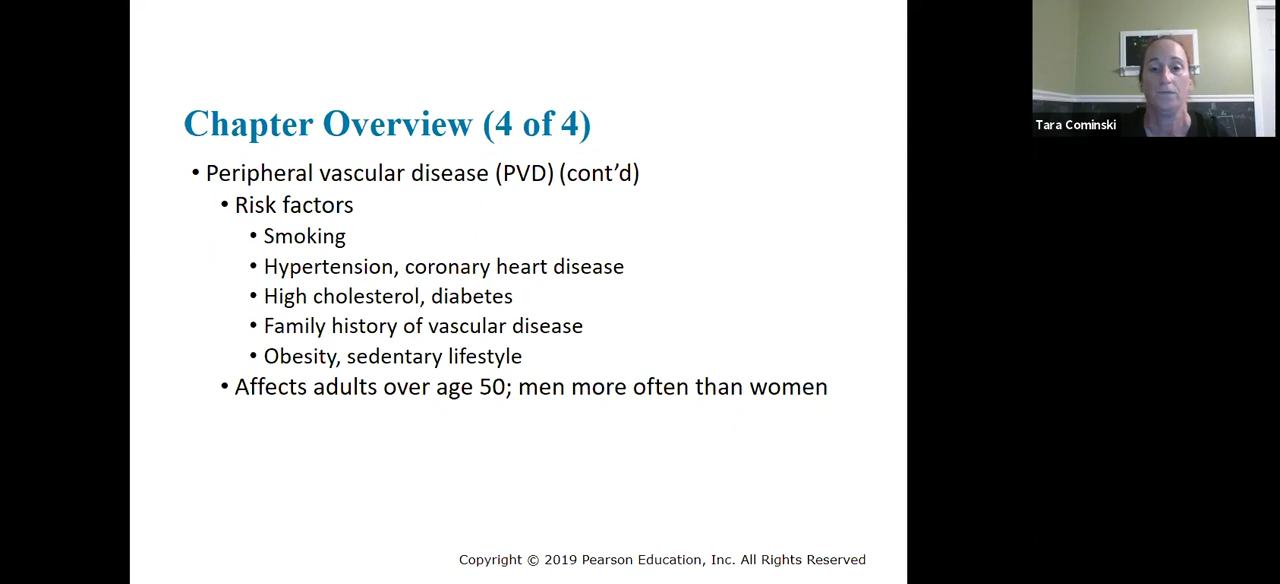 Chapter Overview (4 of 4)
• Peripheral vascular disease (PVD) (cont’d)
• Risk factors
• Smoking
• Hypertension, coronary heart disease
• High cholesterol, diabetes
• Family history of vascular disease
• Obesity, sedentary lifestyle
• Affects adults over age 50; men more often than women
Copyright © 2019 Pearson Education, Inc. All Rights Reserved
Tara Cominski